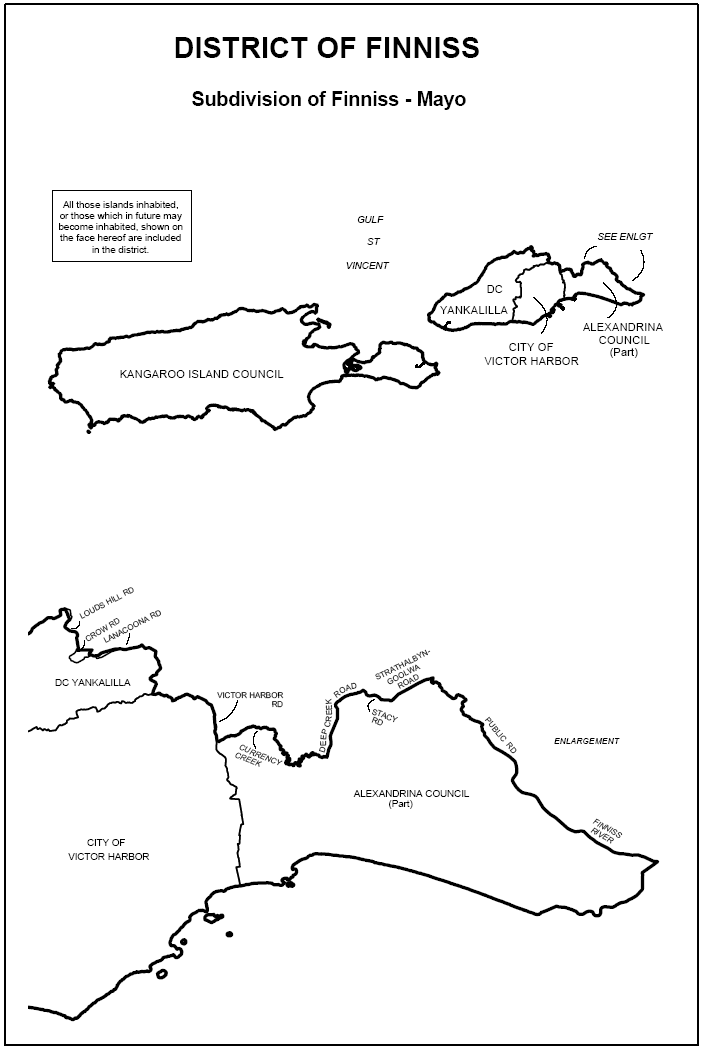 DISTRICT OF FINNISS
Subdivision of Finniss - Mayo
All those islands inhabited,
or those which in future may
become inhabited, shown on
the face hereof are included
in the district.
GULF
ST
VINCENT
SEE ENLGT
DC
YANKALILLA
ALEXANDRINA
COUNCIL
(Part)
CITY OF
VICTOR HARBOR
KANGAROO ISLAND COUNCIL
LOUDS HILL RD
CROW RD
LANACOONA RD
DC YANKALILLA
VICTOR HARBOR
RD
CURRENCY
CREEK
DEEP CREEK ROAD
STRATHALBYN-
GOOLWA
ROAD
STACY
RD
PUBLIC RD
ENLARGEMENT
ALEXANDRINA COUNCIL
(Part)
FINNISS
RIVER
CITY OF
VICTOR HARBOR